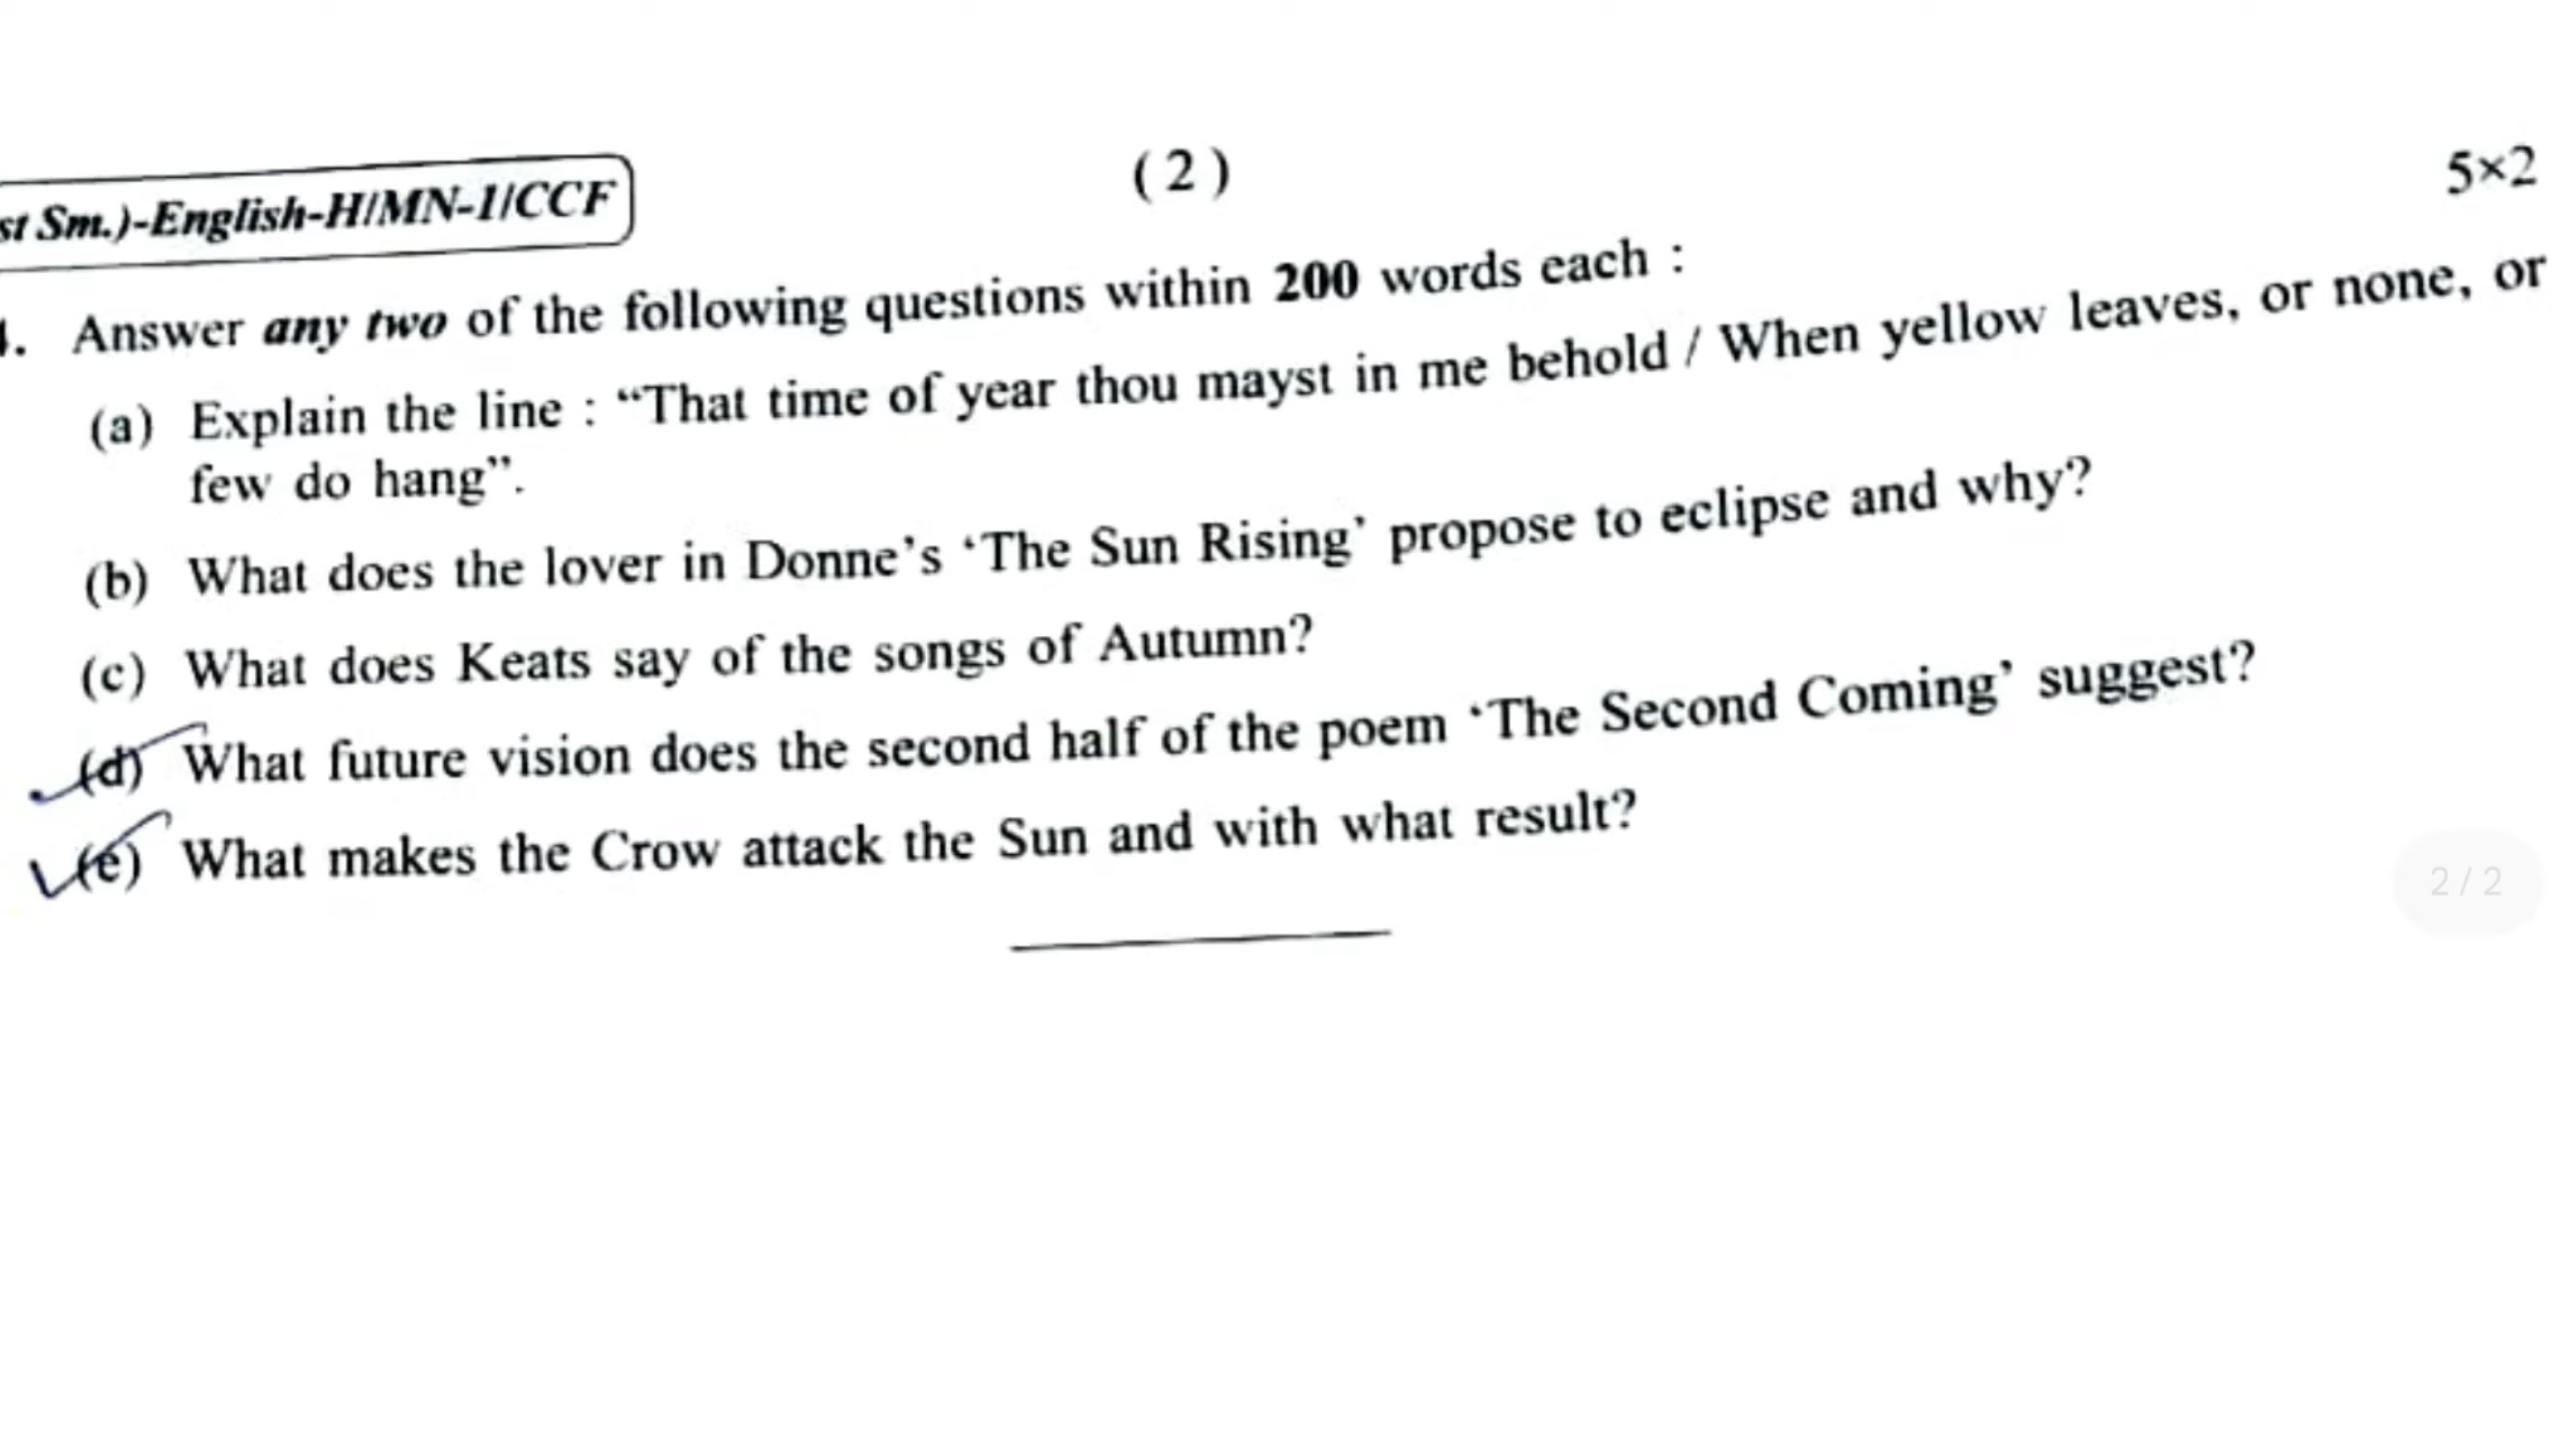 st Sm.)-English-H/MN-1/CCF
(2)
5×2
Answer any two of the following questions within 200 words each :
(a) Explain the line : “That time of year thou mayst in me behold / When yellow leaves, or none, or
few do hang”.
(b) What does the lover in Donne’s ‘The Sun Rising’ propose to eclipse and why?
(c) What does Keats say of the songs of Autumn?
(d) What future vision does the second half of the poem ‘The Second Coming’ suggest?
(e) What makes the Crow attack the Sun and with what result?
2 / 2